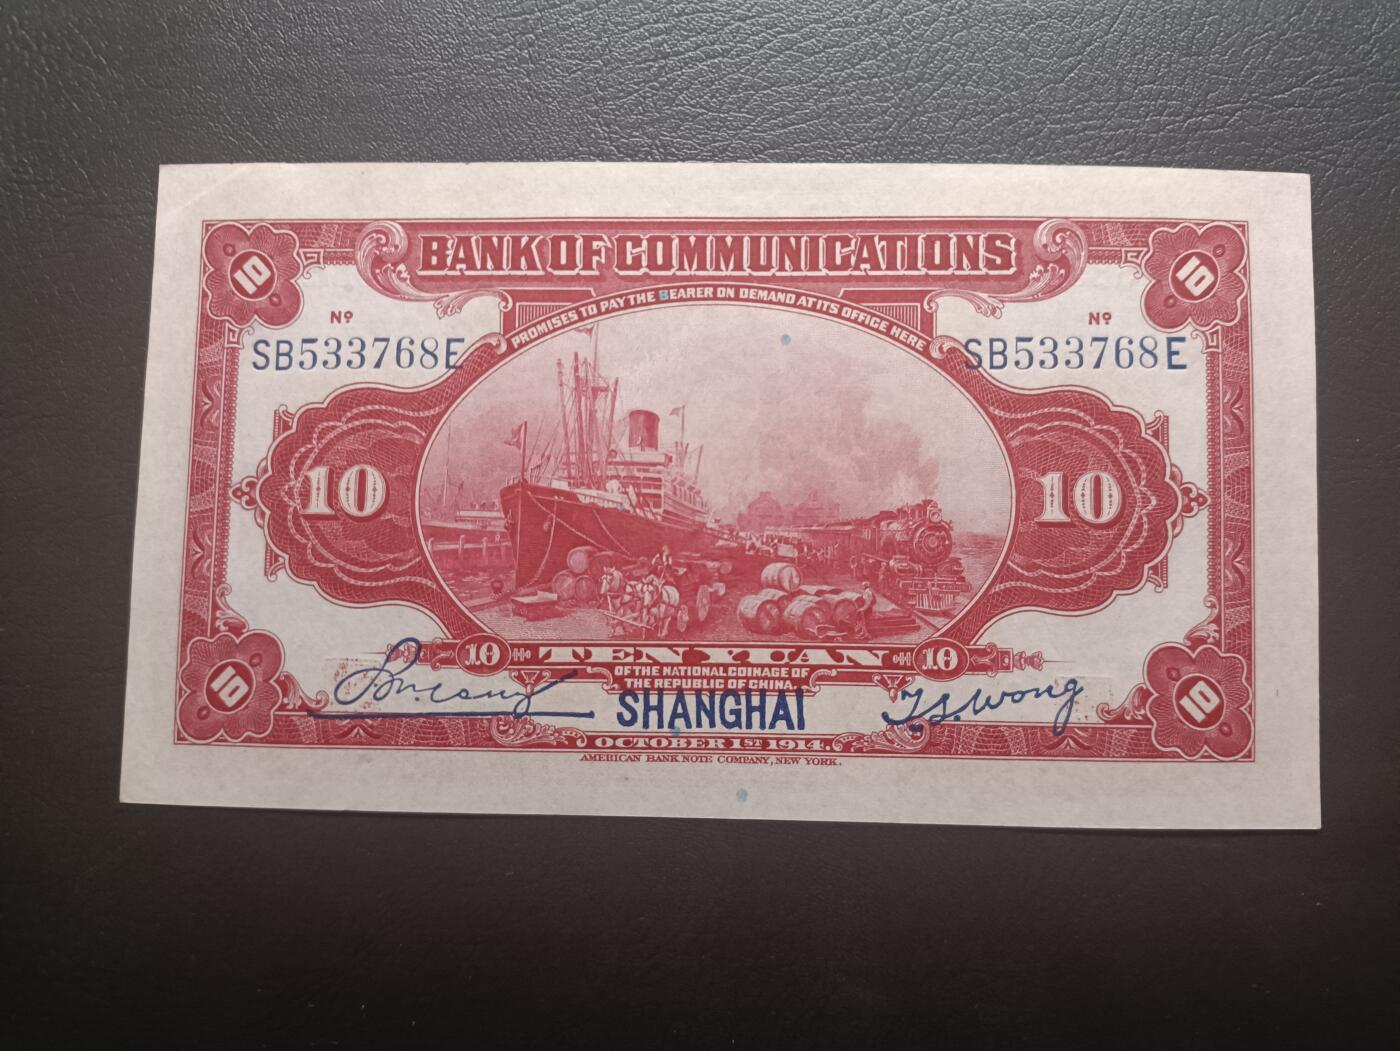 BANK OF COMMUNICATIONS
PROMISES TO PAY THE BEARER ON DEMAND AT ITS OFFICE HERE
10
10
Nº
Nº
SB533768E
SB533768E
10
10
10 TEN YUAN 10
OF THE NATIONAL COINAGE OF
THE REPUBLIC OF CHINA.
10
10
SHANGHAI
T.S. Wong
OCTOBER 1ST 1914.
AMERICAN BANK NOTE COMPANY, NEW YORK.